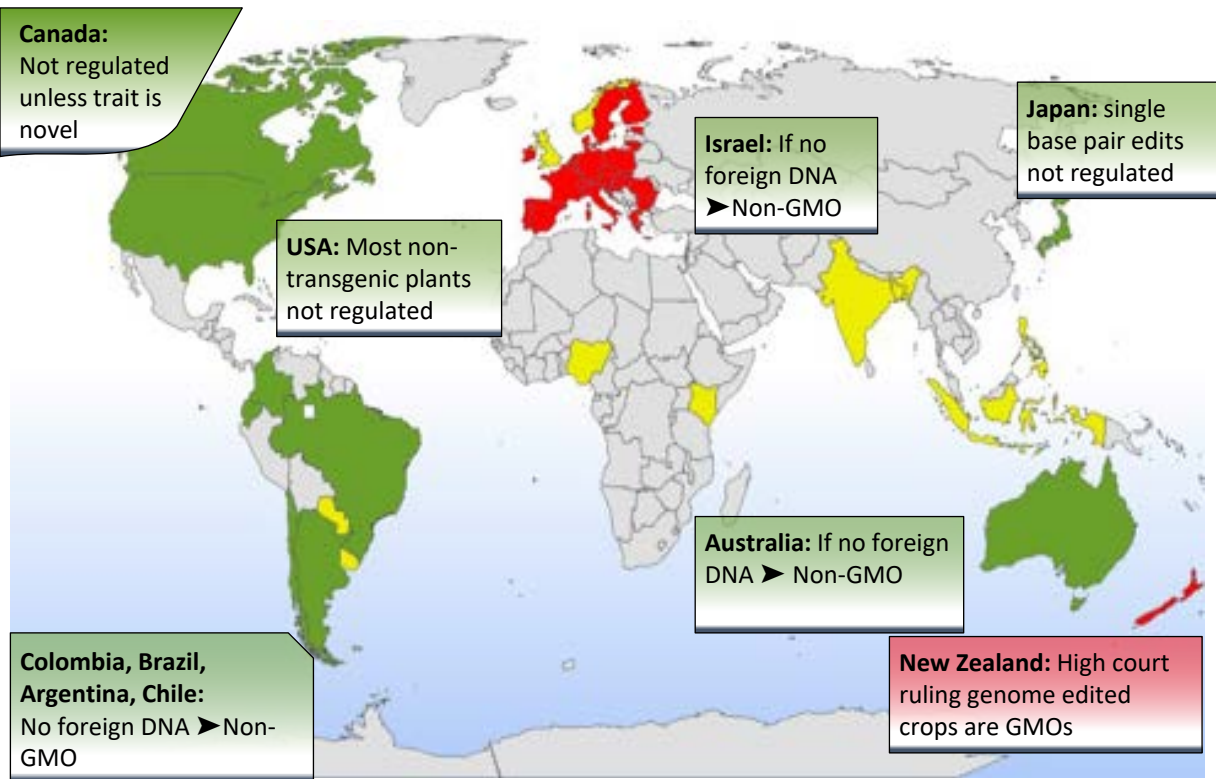 Canada:
Not regulated
unless trait is
novel
Japan: single
base pair edits
not regulated
Israel: If no
foreign DNA
➤Non-GMO
USA: Most non-
transgenic plants
not regulated
Australia: If no foreign
DNA ➤ Non-GMO
Colombia, Brazil,
Argentina, Chile:
No foreign DNA ➤Non-
GMO
New Zealand: High court
ruling genome edited
crops are GMOs